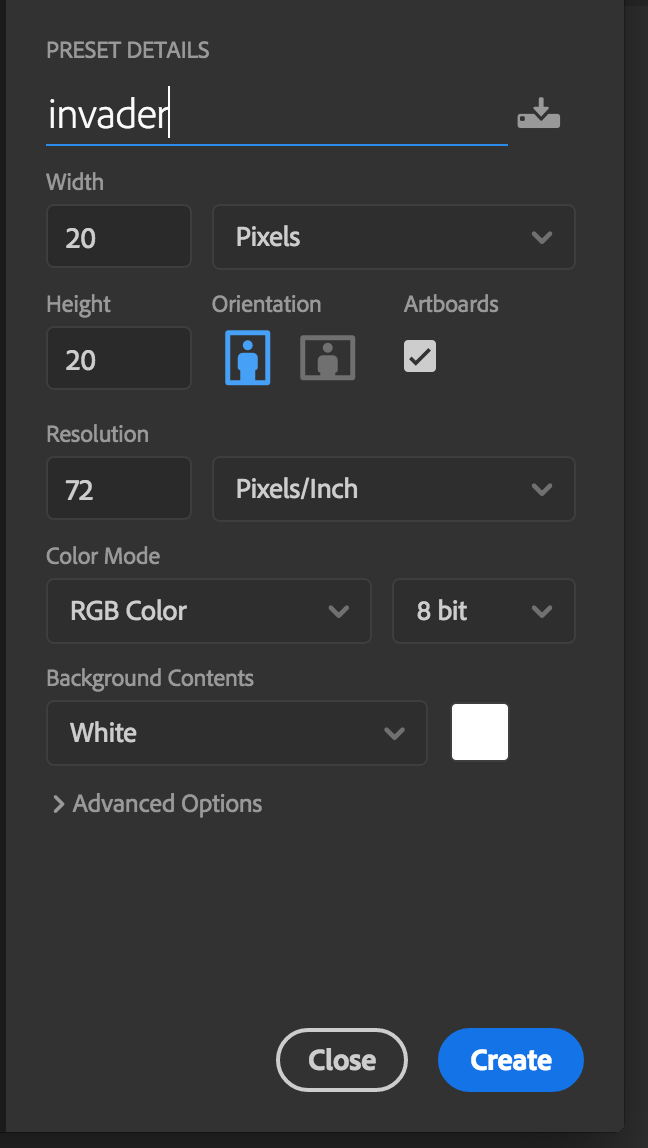 PRESET DETAILS
invader
Width
20 Pixels
Height Orientation Artboards
20
Resolution
72 Pixels/Inch
Color Mode
RGB Color 8 bit
Background Contents
White
Advanced Options
Close Create